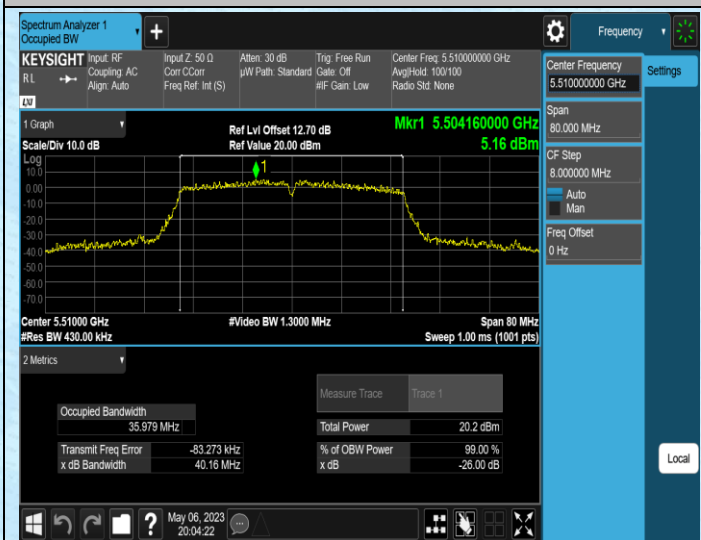 Spectrum Analyzer 1
Occupied BW
+
Frequency
KEYSIGHT
RL
LXI
Input: RF
Coupling: AC
Align: Auto
Input Z: 50 Ω
Corr CCorr
Freq Ref: Int (S)
Atten: 30 dB
µW Path: Standard
Trig: Free Run
Gate: Off
#IF Gain: Low
Center Freq: 5.510000000 GHz
Avg|Hold: 100/100
Radio Std: None
Center Frequency
5.510000000 GHz
Settings
Span
80.000 MHz
CF Step
8.000000 MHz
Auto
Man
Freq Offset
0 Hz
Local
1 Graph
Scale/Div 10.0 dB
Ref Lvl Offset 12.70 dB
Ref Value 20.00 dBm
Mkr1 5.504160000 GHz
5.16 dBm
Log
10.0
0.00
-10.0
-20.0
-30.0
-40.0
-50.0
-60.0
-70.0
1
Center 5.51000 GHz
#Res BW 430.00 kHz
#Video BW 1.3000 MHz
Span 80 MHz
Sweep 1.00 ms (1001 pts)
2 Metrics
Measure Trace Trace 1
Occupied Bandwidth
35.979 MHz
Total Power 20.2 dBm
Transmit Freq Error -83.273 kHz
% of OBW Power 99.00 %
x dB Bandwidth 40.16 MHz
x dB -26.00 dB
?
May 06, 2023
20:04:22